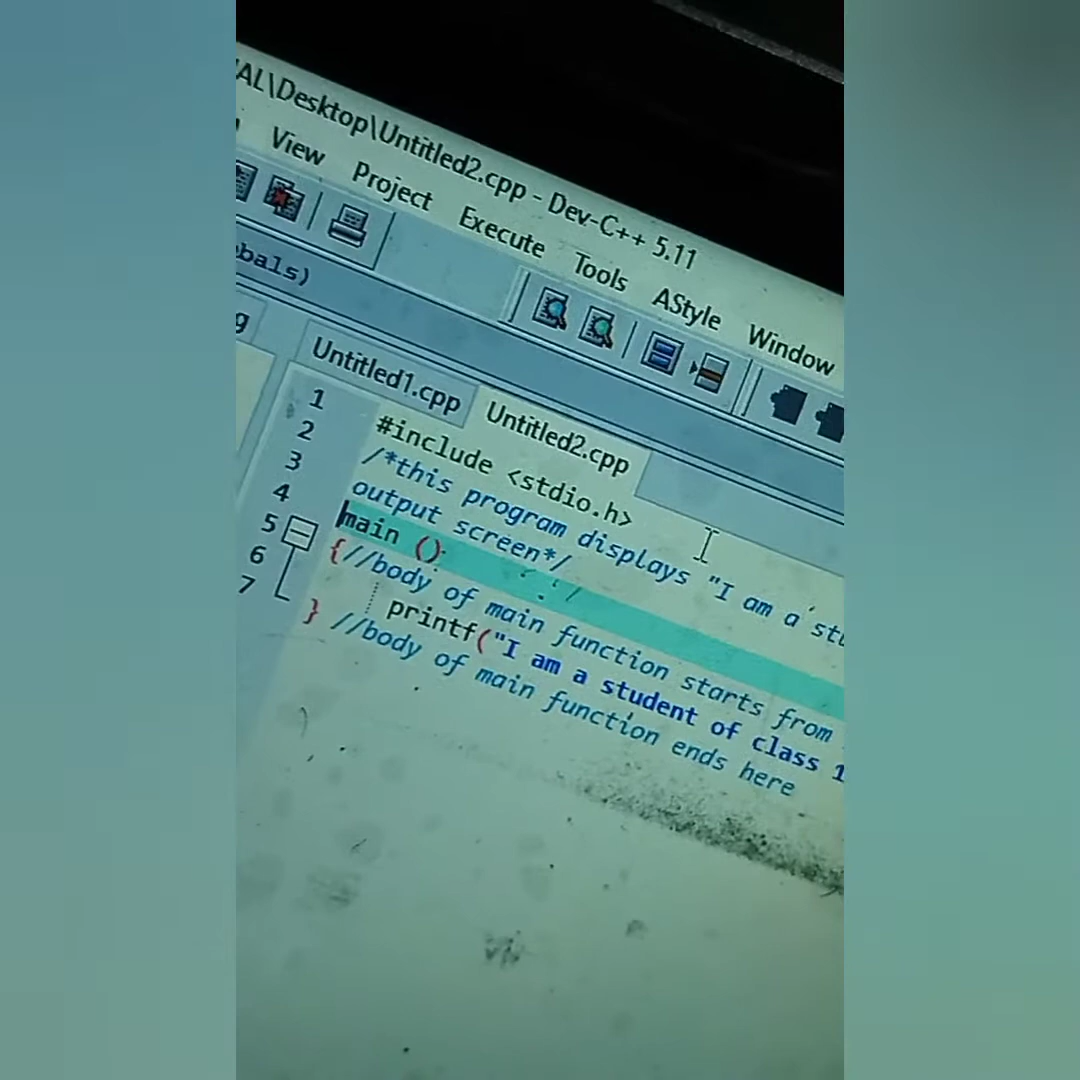 AL\Desktop\Untitled2.cpp - Dev-C++ 5.11
View Project Execute Tools AStyle Window
bals)
g
Untitled1.cpp Untitled2.cpp
1 #include <stdio.h>
2 /*this program displays "I am a stu
3 output screen*/
4 main ()
5 {//body of main function starts from
6 printf("I am a student of class 1
7 } //body of main function ends here